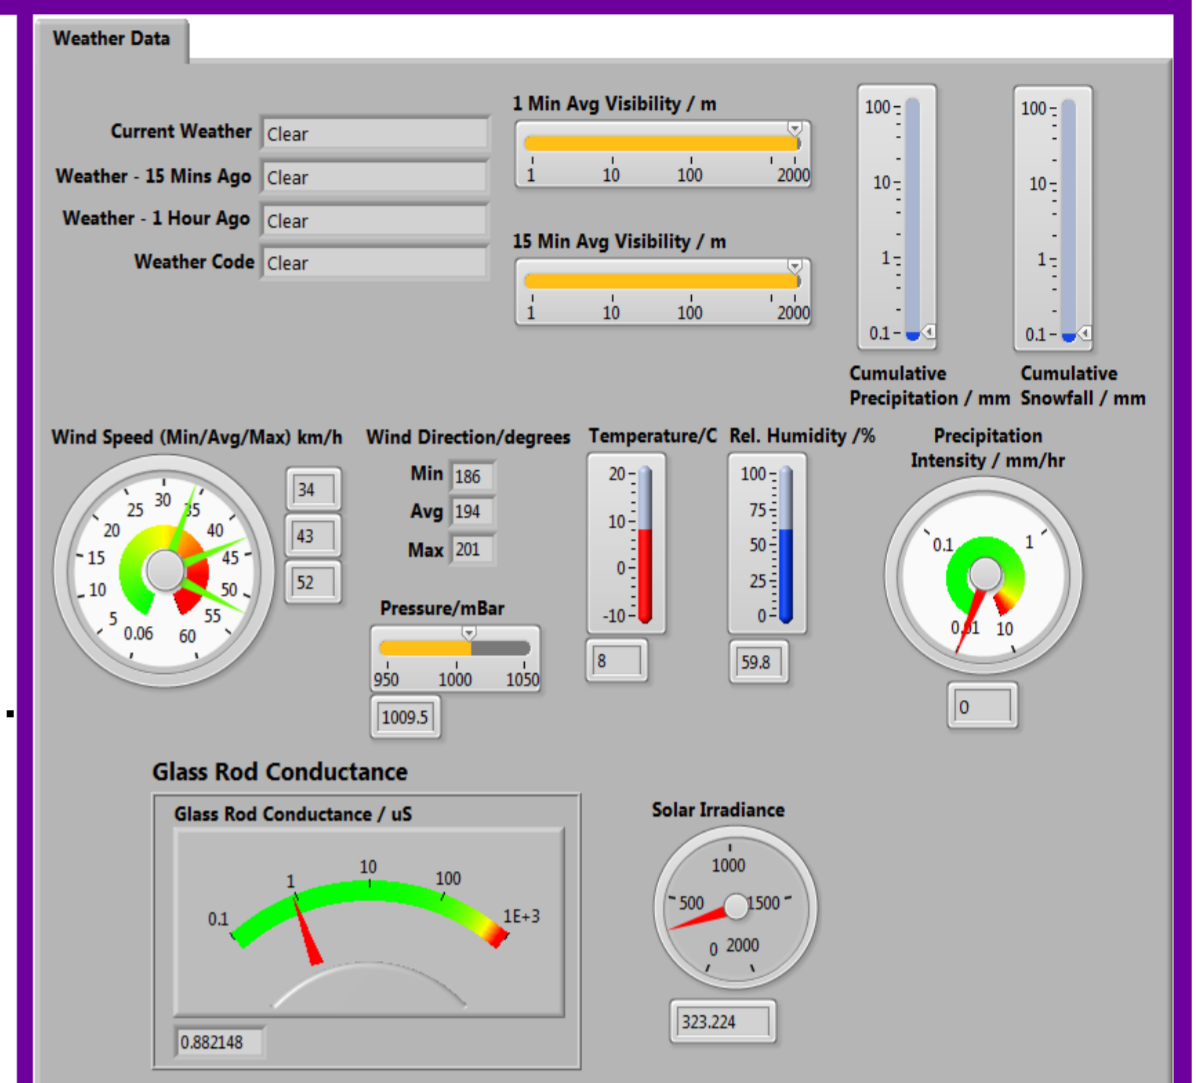 Weather Data
Current Weather Clear
Weather - 15 Mins Ago Clear
Weather - 1 Hour Ago Clear
Weather Code Clear
1 Min Avg Visibility / m
1 10 100 2000
15 Min Avg Visibility / m
1 10 100 2000
100
10
1
0.1
Cumulative
Precipitation / mm
100
10
1
0.1
Cumulative
Snowfall / mm
Wind Speed (Min/Avg/Max) km/h
0.06 5 10 15 20 25 30 35 40 45 50 55 60
34
43
52
Wind Direction/degrees
Min 186
Avg 194
Max 201
Pressure/mBar
950 1000 1050
1009.5
Temperature/C
20
10
0
-10
8
Rel. Humidity /%
100
75
50
25
0
59.8
Precipitation
Intensity / mm/hr
0.1 1
0.01 10
0
Glass Rod Conductance
Glass Rod Conductance / uS
0.1 1 10 100 1E+3
0.882148
Solar Irradiance
1000
500 1500
0 2000
323.224